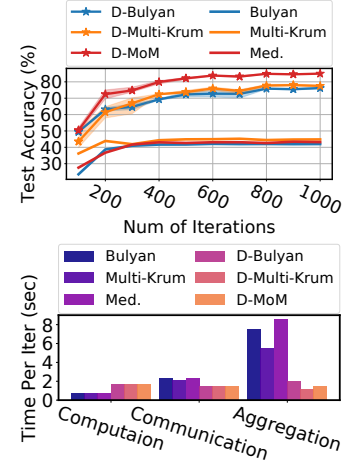 D-Bulyan Bulyan
D-Multi-Krum Multi-Krum
D-MoM Med.
Test Accuracy (%)
80
70
60
50
40
30
200 400 600 800 1000
Num of Iterations
Bulyan D-Bulyan
Multi-Krum D-Multi-Krum
Med. D-MoM
Time Per Iter (sec)
8
6
4
2
0
Computaion Communication Aggregation